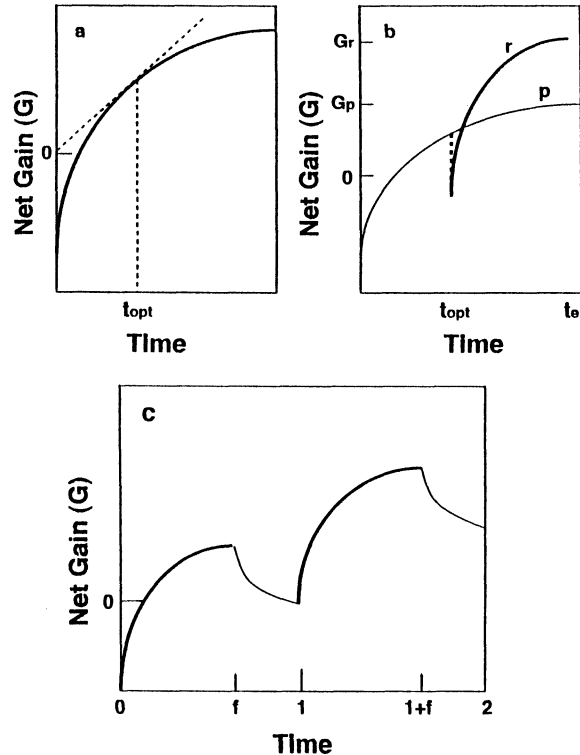 a
Net Gain (G)
0
topt
Time
b
Net Gain (G)
Gr
Gp
0
r
p
topt
te
Time
c
Net Gain (G)
0
0 f 1 1+f 2
Time